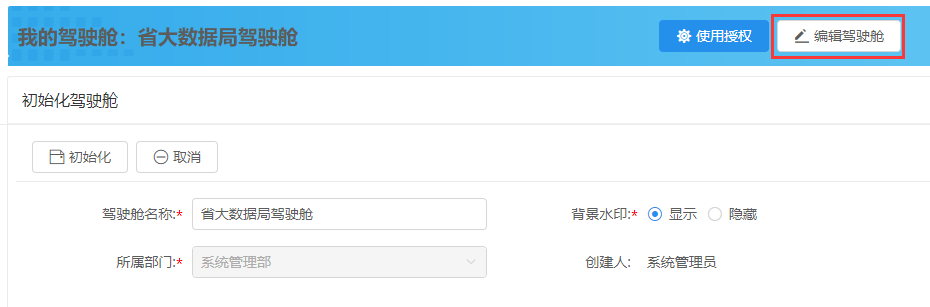 我的驾驶舱：省大数据局驾驶舱 使用授权 编辑驾驶舱
初始化驾驶舱
初始化 取消
驾驶舱名称:* 省大数据局驾驶舱 背景水印:* 显示 隐藏
所属部门:* 系统管理部 创建人: 系统管理员